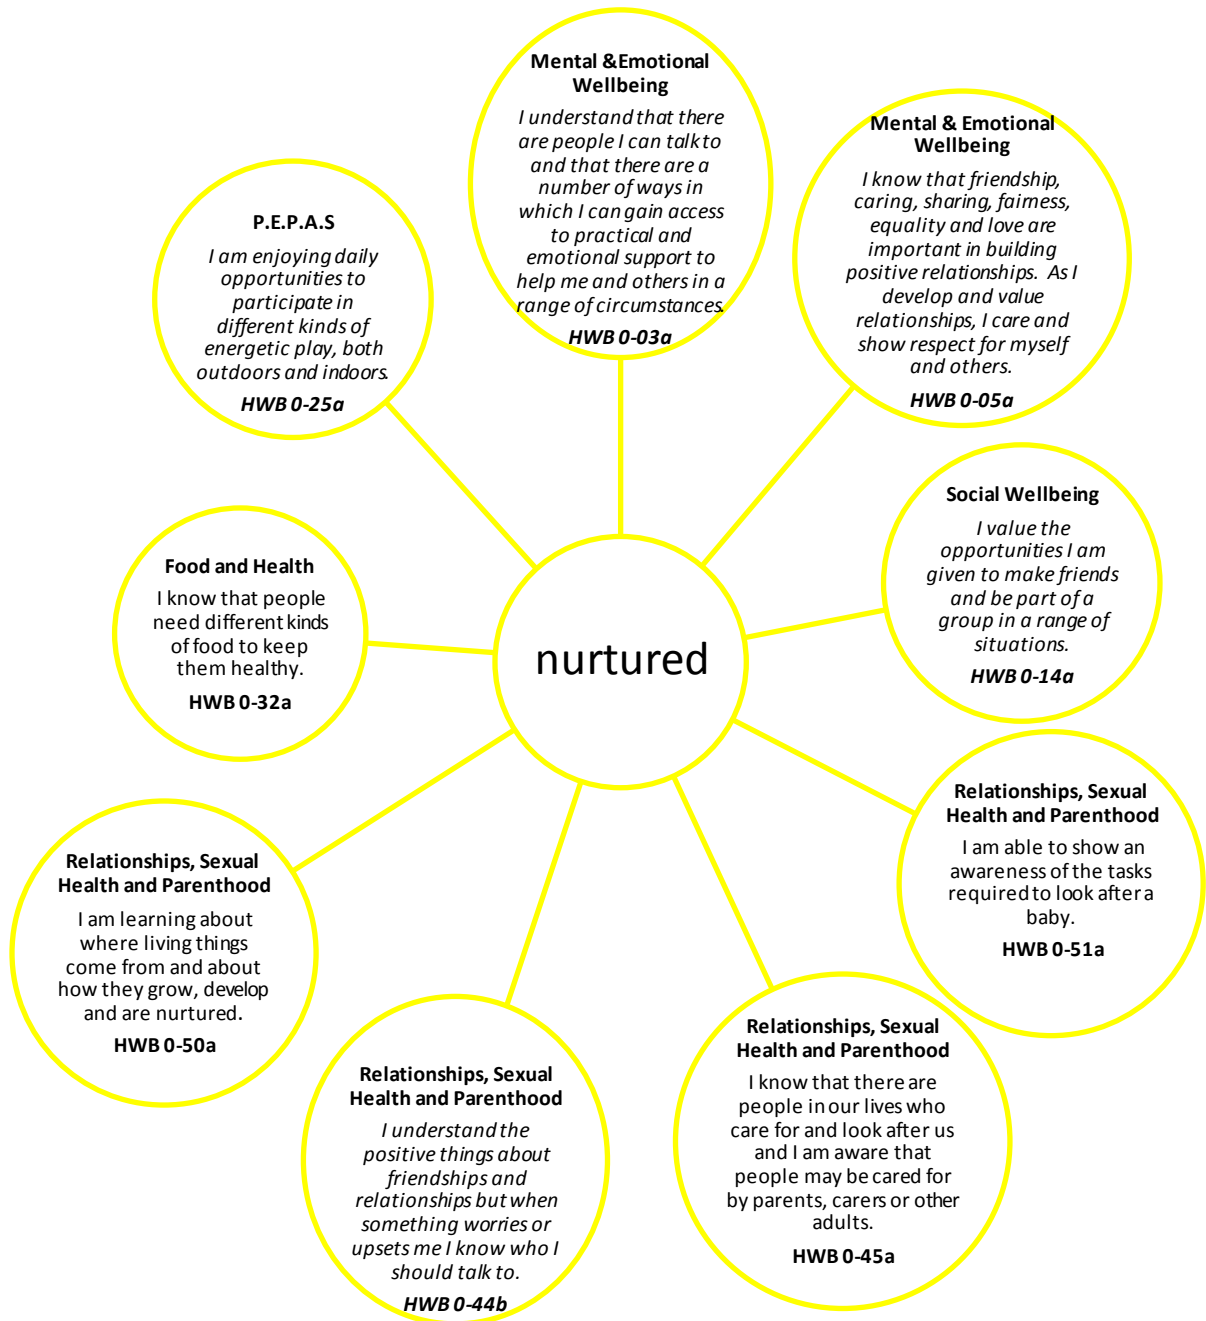 Mental &Emotional
Wellbeing
I understand that there
are people I can talk to
and that there are a
number of ways in
which I can gain access
to practical and
emotional support to
help me and others in a
range of circumstances.
HWB 0-03a
Mental & Emotional
Wellbeing
I know that friendship,
caring, sharing, fairness,
equality and love are
important in building
positive relationships. As I
develop and value
relationships, I care and
show respect for myself
and others.
HWB 0-05a
P.E.P.A.S
I am enjoying daily
opportunities to
participate in
different kinds of
energetic play, both
outdoors and indoors.
HWB 0-25a
Social Wellbeing
I value the
opportunities I am
given to make friends
and be part of a
group in a range of
situations.
HWB 0-14a
Food and Health
I know that people
need different kinds
of food to keep
them healthy.
HWB 0-32a
nurtured
Relationships, Sexual
Health and Parenthood
I am able to show an
awareness of the tasks
required to look after a
baby.
HWB 0-51a
Relationships, Sexual
Health and Parenthood
I am learning about
where living things
come from and about
how they grow, develop
and are nurtured.
HWB 0-50a
Relationships, Sexual
Health and Parenthood
I know that there are
people in our lives who
care for and look after us
and I am aware that
people may be cared for
by parents, carers or other
adults.
HWB 0-45a
Relationships, Sexual
Health and Parenthood
I understand the
positive things about
friendships and
relationships but when
something worries or
upsets me I know who I
should talk to.
HWB 0-44b